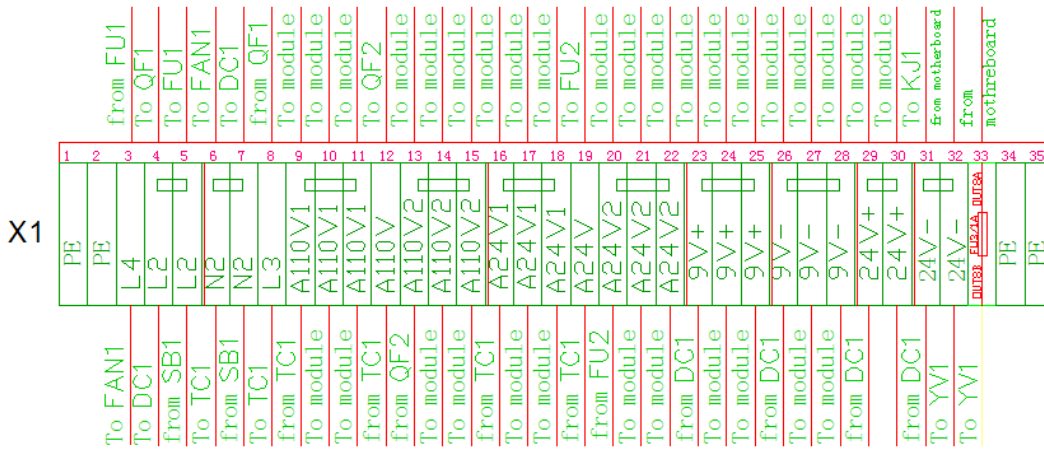 from FU1
To QF1
To FU1
To FAN1
To DC1
from QF1
To module
To module
To module
To QF2
To module
To module
To module
To module
To module
To module
To FU2
To module
To module
To module
To module
To module
To module
To module
To module
To module
To module
To module
To KJ1
from motherboard
from
mothreboard
1 2 3 4 5 6 7 8 9 10 11 12 13 14 15 16 17 18 19 20 21 22 23 24 25 26 27 28 29 30 31 32 33 34 35
X1
PE
PE
L4
L2
L2
N2
N2
L3
A110V1
A110V1
A110V1
A110V
A110V2
A110V2
A110V2
A24V1
A24V1
A24V1
A24V
A24V2
A24V2
A24V2
9V+
9V+
9V+
9V-
9V-
9V-
24V+
24V+
24V-
24V-
OUT8B FU3/1A OUT8A
PE
PE
To FAN1
To DC1
from SB1
To TC1
from SB1
To TC1
from TC1
To module
To module
from TC1
To QF2
To module
To module
from TC1
To module
To module
from TC1
from FU2
To module
To module
from DC1
To module
To module
from DC1
To module
To module
from DC1
from DC1
To YV1
To YV1